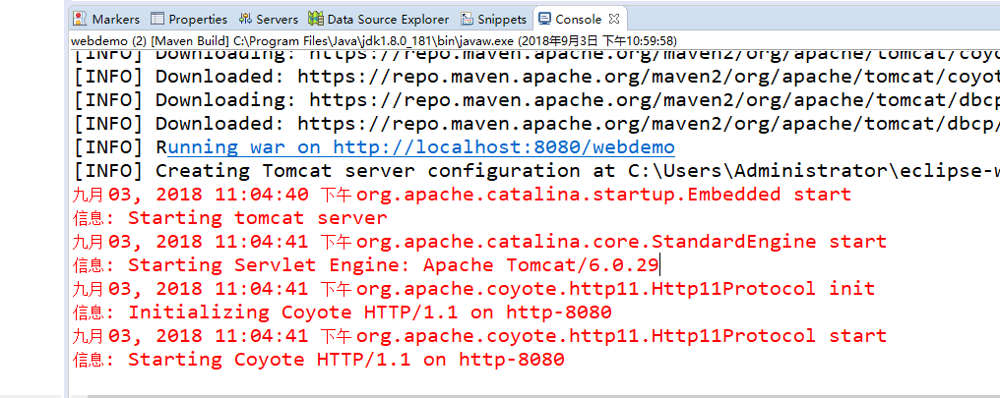 Markers Properties Servers Data Source Explorer Snippets Console
webdemo (2) [Maven Build] C:\Program Files\Java\jdk1.8.0_181\bin\javaw.exe (2018年9月3日 下午10:59:58)
[INFO] Downloading: https://repo.maven.apache.org/maven2/org/apache/tomcat/coyo
[INFO] Downloaded: https://repo.maven.apache.org/maven2/org/apache/tomcat/coyot
[INFO] Downloading: https://repo.maven.apache.org/maven2/org/apache/tomcat/dbcp
[INFO] Downloaded: https://repo.maven.apache.org/maven2/org/apache/tomcat/dbcp/
[INFO] Running war on http://localhost:8080/webdemo
[INFO] Creating Tomcat server configuration at C:\Users\Administrator\eclipse-w
九月 03, 2018 11:04:40 下午 org.apache.catalina.startup.Embedded start
信息: Starting tomcat server
九月 03, 2018 11:04:41 下午 org.apache.catalina.core.StandardEngine start
信息: Starting Servlet Engine: Apache Tomcat/6.0.29
九月 03, 2018 11:04:41 下午 org.apache.coyote.http11.Http11Protocol init
信息: Initializing Coyote HTTP/1.1 on http-8080
九月 03, 2018 11:04:41 下午 org.apache.coyote.http11.Http11Protocol start
信息: Starting Coyote HTTP/1.1 on http-8080